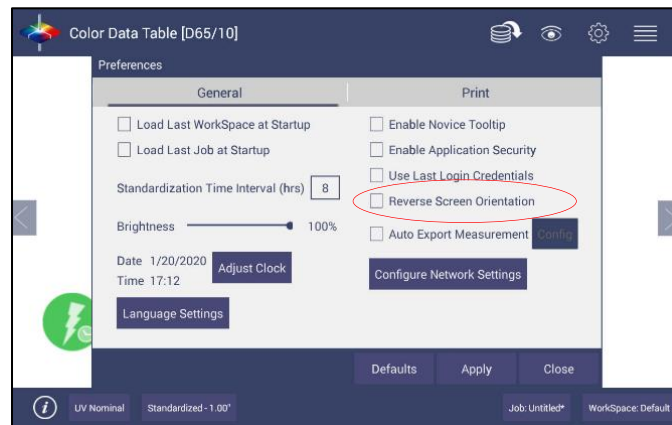 Color Data Table [D65/10]
Preferences
General
Print
Load Last WorkSpace at Startup
Load Last Job at Startup
Standardization Time Interval (hrs) 8
Brightness 100%
Date 1/20/2020
Time 17:12
Adjust Clock
Language Settings
Enable Novice Tooltip
Enable Application Security
Use Last Login Credentials
Reverse Screen Orientation
Auto Export Measurement Config
Configure Network Settings
Defaults Apply Close
i UV Nominal Standardized - 1.00" Job: Untitled* WorkSpace: Default